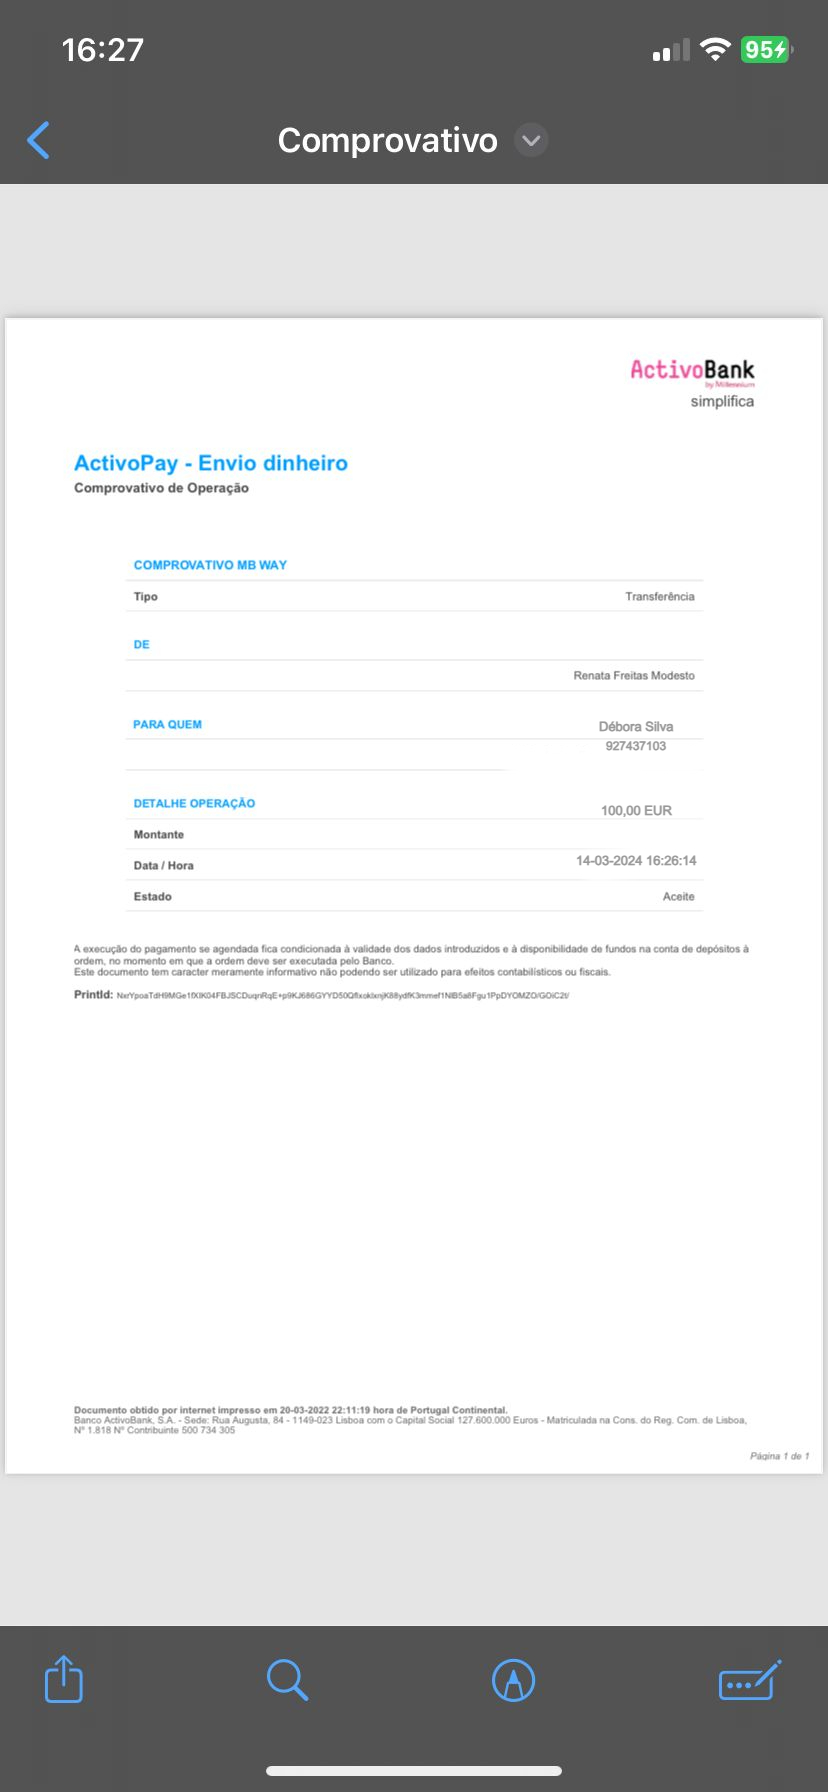 16:27
95
Comprovativo
ActivoBank
by Millennium
simplifica
ActivoPay - Envio dinheiro
Comprovativo de Operação
COMPROVATIVO MB WAY
Tipo Transferência
DE
Renata Freitas Modesto
PARA QUEM Débora Silva
927437103
DETALHE OPERAÇÃO 100,00 EUR
Montante
Data / Hora 14-03-2024 16:26:14
Estado Aceite
A execução do pagamento se agendada fica condicionada à validade dos dados introduzidos e à disponibilidade de fundos na conta de depósitos à
ordem, no momento em que a ordem deve ser executada pelo Banco.
Este documento tem caracter meramente informativo não podendo ser utilizado para efeitos contabilísticos ou fiscais.
PrintId:
Documento obtido por internet impresso em 20-03-2022 22:11:19 hora de Portugal Continental.
Banco ActivoBank, S.A. - Sede: Rua Augusta, 84 - 1149-023 Lisboa com o Capital Social 127.600.000 Euros - Matriculada na Cons. do Reg. Com. de Lisboa,
Nº 1.818 Nº Contribuinte 500 734 305
Página 1 de 1